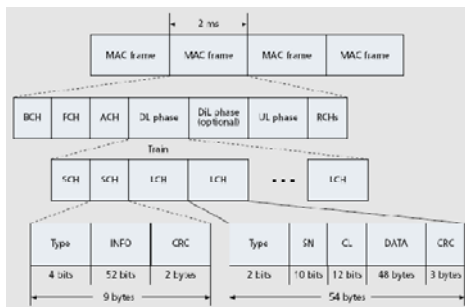 2 ms
MAC frame MAC frame MAC frame MAC frame
BCH FCH ACH DL phase DiL phase (optional) UL phase RCHs
Train
SCH SCH LCH LCH ... LCH
Type INFO CRC Type SN CL DATA CRC
4 bits 52 bits 2 bytes 2 bits 10 bits 12 bits 48 bytes 3 bytes
9 bytes 54 bytes